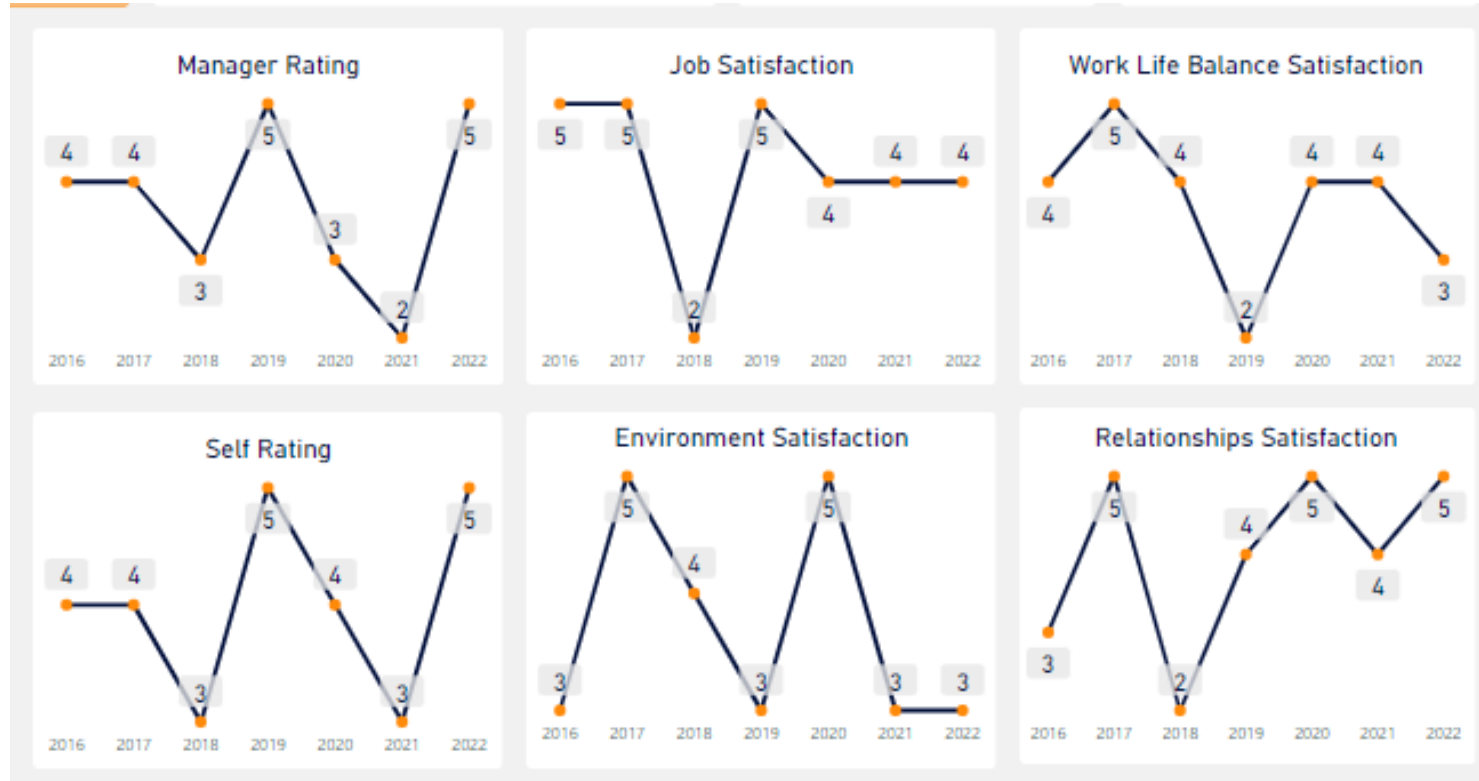 Manager Rating
4 4 3 5 3 2 5
2016 2017 2018 2019 2020 2021 2022
Job Satisfaction
5 5 2 5 4 4 4
2016 2017 2018 2019 2020 2021 2022
Work Life Balance Satisfaction
4 5 4 2 4 4 3
2016 2017 2018 2019 2020 2021 2022
Self Rating
4 4 3 5 4 3 5
2016 2017 2018 2019 2020 2021 2022
Environment Satisfaction
3 5 4 3 5 3 3
2016 2017 2018 2019 2020 2021 2022
Relationships Satisfaction
3 5 2 4 5 4 5
2016 2017 2018 2019 2020 2021 2022